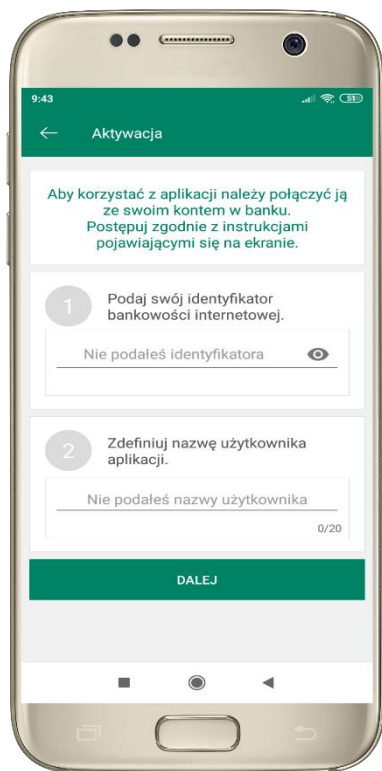 9:43
51
Aktywacja
Aby korzystać z aplikacji należy połączyć ją
ze swoim kontem w banku.
Postępuj zgodnie z instrukcjami
pojawiającymi się na ekranie.
1
Podaj swój identyfikator
bankowości internetowej.
Nie podałeś identyfikatora
2
Zdefiniuj nazwę użytkownika
aplikacji.
Nie podałeś nazwy użytkownika
0/20
DALEJ